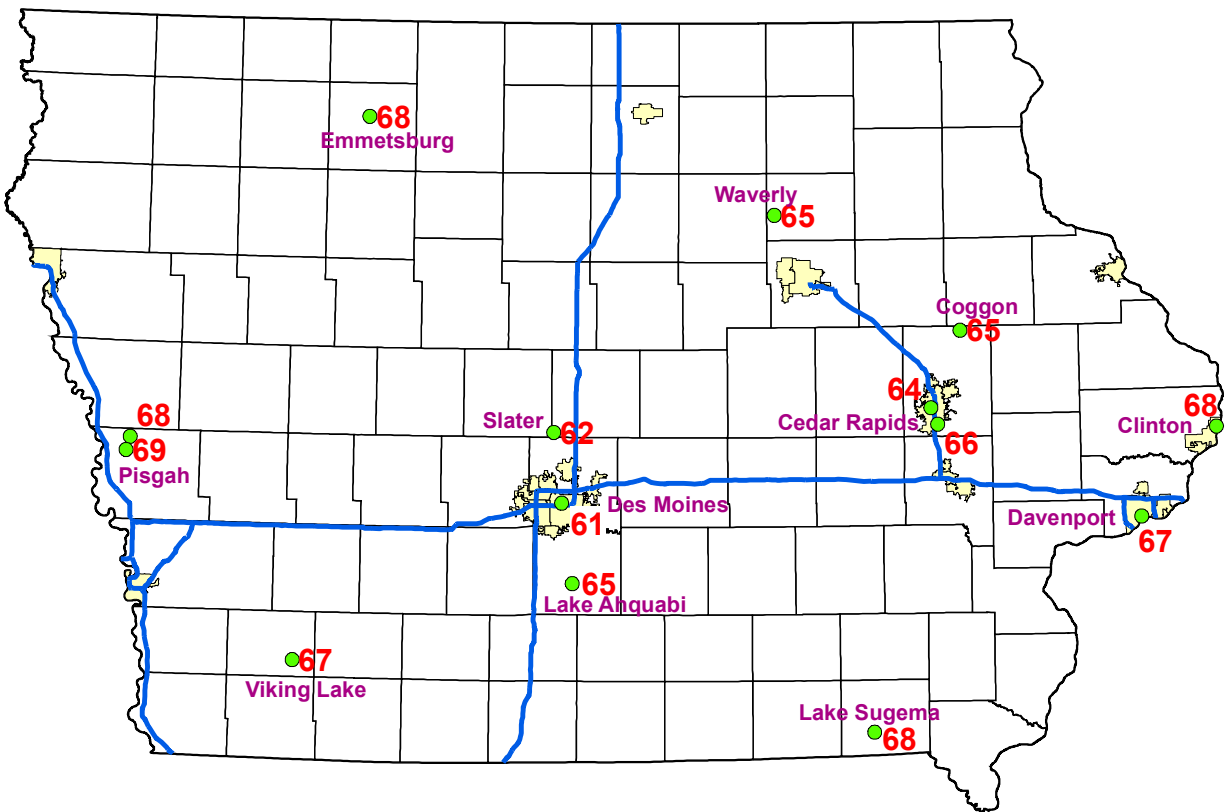 68
Emmetsburg
Waverly
65
Coggon
65
64
Cedar Rapids
66
68
Clinton
Slater
62
68
69
Pisgah
Des Moines
61
Davenport
67
65
Lake Ahquabi
67
Viking Lake
Lake Sugema
68